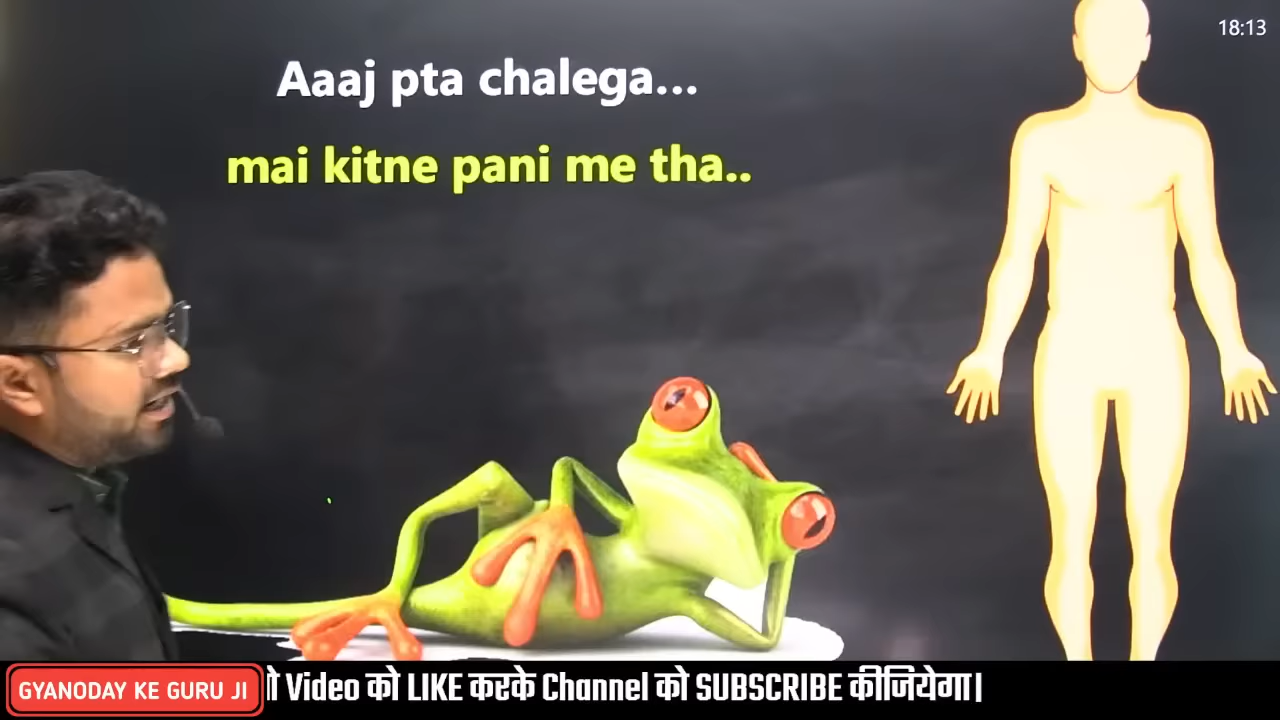 18:13
Aaaj pta chalega...
mai kitne pani me tha..
GYANODAY KE GURU JI
Video को LIKE करके Channel को SUBSCRIBE कीजियेगा|